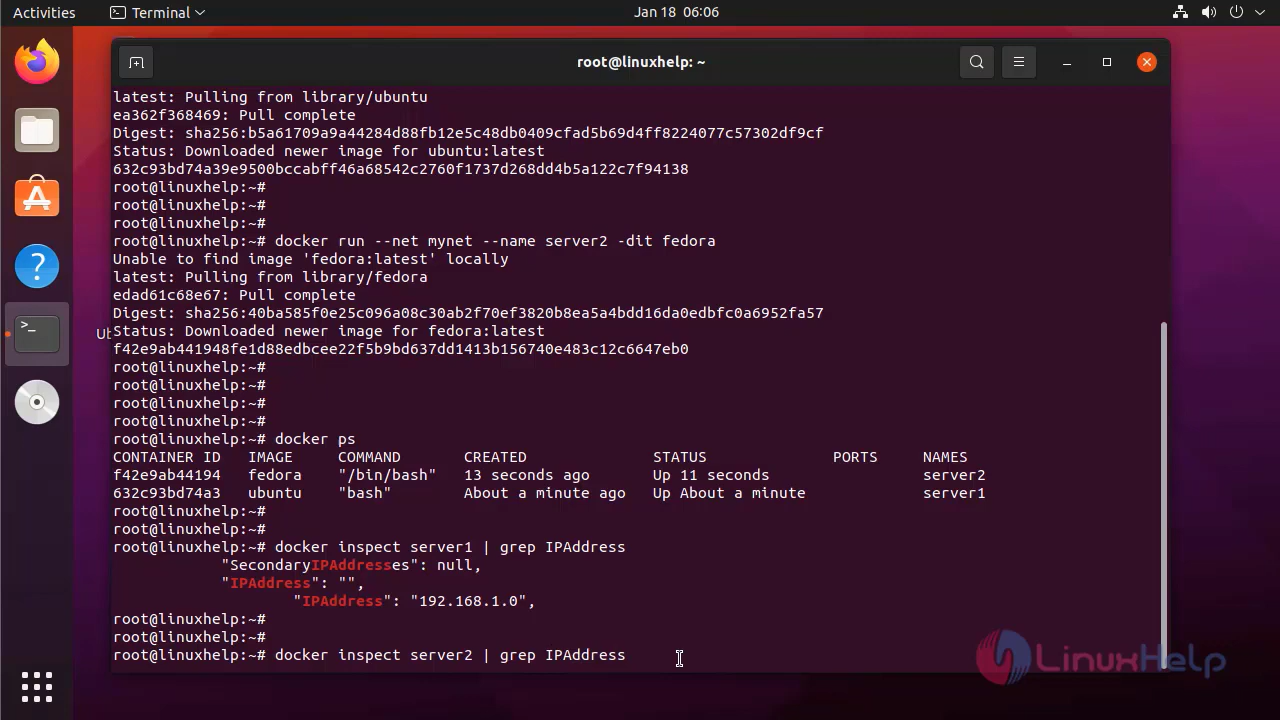 Activities
Terminal
Jan 18 06:06
root@linuxhelp: ~
latest: Pulling from library/ubuntu
ea362f368469: Pull complete
Digest: sha256:b5a61709a9a44284d88fb12e5c48db0409cfad5b69d4ff8224077c57302df9cf
Status: Downloaded newer image for ubuntu:latest
632c93bd74a39e9500bccabff46a68542c2760f1737d268dd4b5a122c7f94138
root@linuxhelp:~#
root@linuxhelp:~#
root@linuxhelp:~#
root@linuxhelp:~# docker run --net mynet --name server2 -dit fedora
Unable to find image 'fedora:latest' locally
latest: Pulling from library/fedora
edad61c68e67: Pull complete
Digest: sha256:40ba585f0e25c096a08c30ab2f70ef3820b8ea5a4bdd16da0edbfc0a6952fa57
Status: Downloaded newer image for fedora:latest
Ub
f42e9ab441948fe1d88edbcee22f5b9bd637dd1413b156740e483c12c6647eb0
root@linuxhelp:~#
root@linuxhelp:~#
root@linuxhelp:~#
root@linuxhelp:~#
root@linuxhelp:~# docker ps
CONTAINER ID IMAGE COMMAND CREATED STATUS PORTS NAMES
f42e9ab44194 fedora "/bin/bash" 13 seconds ago Up 11 seconds server2
632c93bd74a3 ubuntu "bash" About a minute ago Up About a minute server1
root@linuxhelp:~#
root@linuxhelp:~#
root@linuxhelp:~# docker inspect server1 | grep IPAddress
"SecondaryIPAddresses": null,
"IPAddress": "",
"IPAddress": "192.168.1.0",
root@linuxhelp:~#
root@linuxhelp:~#
root@linuxhelp:~# docker inspect server2 | grep IPAddress
LinuxHelp